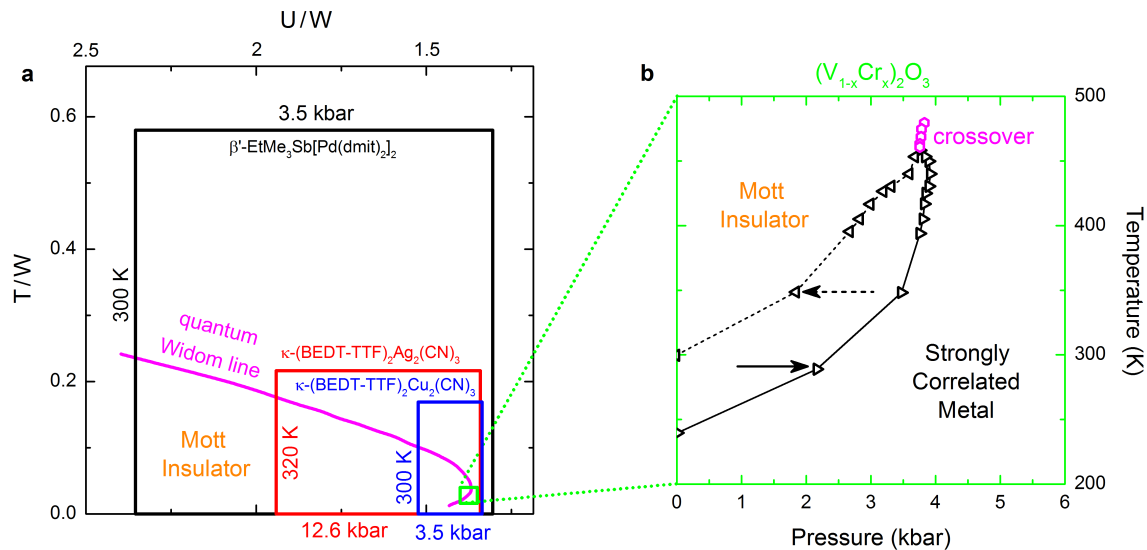 U/W
2.5
2
1.5
a
0.6
0.4
0.2
0.0
T/W
3.5 kbar
β'-EtMe₃Sb[Pd(dmit)₂]₂
300 K
quantum
Widom line
κ-(BEDT-TTF)₂Ag₂(CN)₃
κ-(BEDT-TTF)₂Cu₂(CN)₃
Mott
Insulator
320 K
300 K
12.6 kbar
3.5 kbar
b
(V₁₋ₓCrₓ)₂O₃
500
400
300
200
Temperature (K)
crossover
Mott
Insulator
Strongly
Correlated
Metal
0
1
2
3
4
5
6
Pressure (kbar)